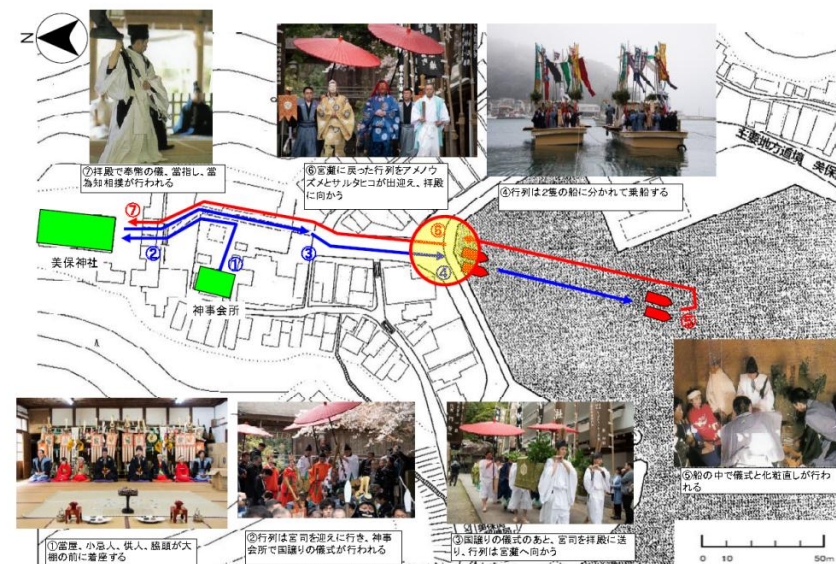 N
⑦拝殿で奉幣の儀、當指し、當
為知相撲が行われる
⑥宮灘に戻った行列をアメノウ
ズメとサルタヒコが出迎え、拝殿
に向かう
④行列は2隻の船に分かれて乗船する
主要地方道境 美保
⑦
②
①
③
⑥
④
⑤
美保神社
神事会所
①當屋、小忌人、供人、脇頭が大
棚の前に着座する
②行列は宮司を迎えに行き、神事
会所で国譲りの儀式が行われる
③国譲りの儀式のあと、宮司を拝殿に送
り、行列は宮灘へ向かう
⑤船の中で儀式と化粧直しが行わ
れる
0 10 50m